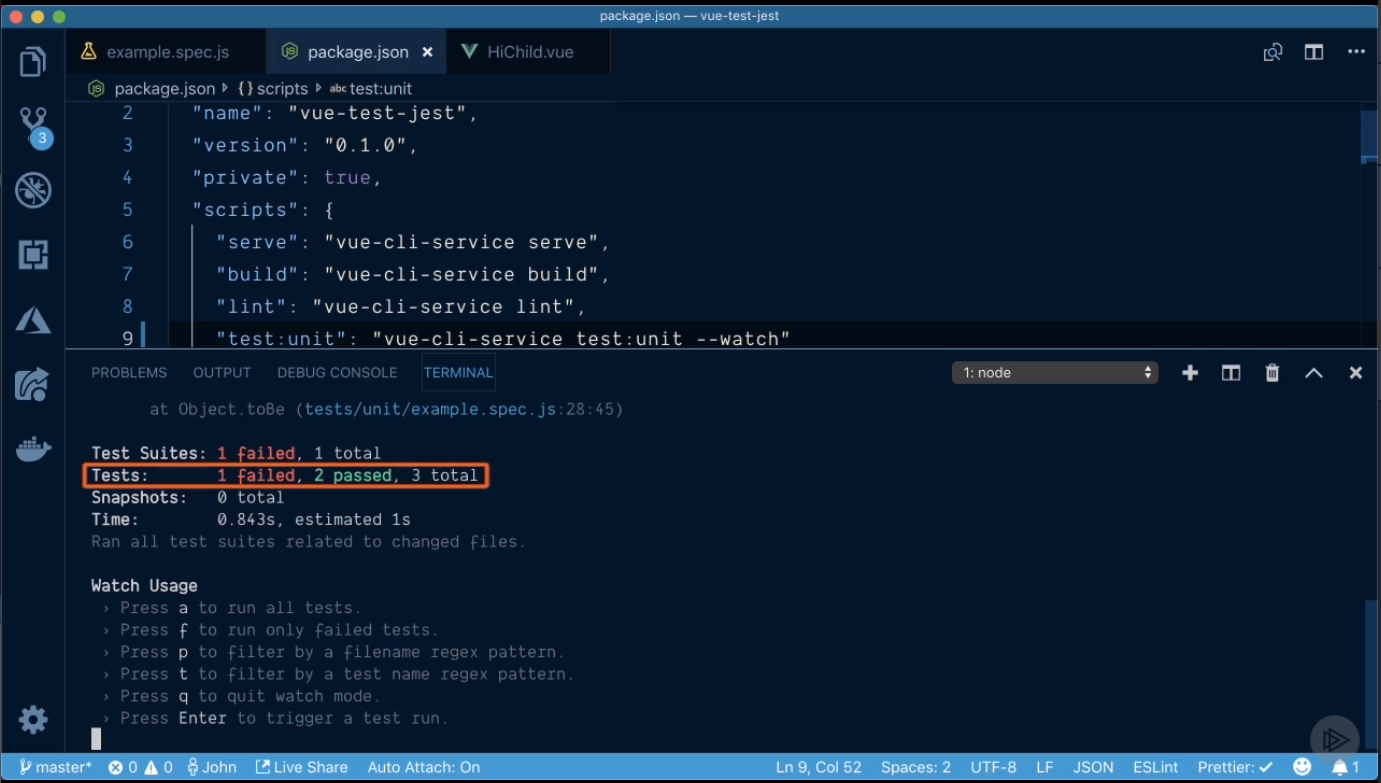 package.json — vue-test-jest
example.spec.js package.json × HiChild.vue
package.json {} scripts abc test:unit
2 "name": "vue-test-jest",
3 "version": "0.1.0",
4 "private": true,
5 "scripts": {
6 "serve": "vue-cli-service serve",
7 "build": "vue-cli-service build",
8 "lint": "vue-cli-service lint",
9 "test:unit": "vue-cli-service test:unit --watch"
3
PROBLEMS OUTPUT DEBUG CONSOLE TERMINAL 1: node
at Object.toBe (tests/unit/example.spec.js:28:45)
Test Suites: 1 failed, 1 total
Tests: 1 failed, 2 passed, 3 total
Snapshots: 0 total
Time: 0.843s, estimated 1s
Ran all test suites related to changed files.
Watch Usage
› Press a to run all tests.
› Press f to run only failed tests.
› Press p to filter by a filename regex pattern.
› Press t to filter by a test name regex pattern.
› Press q to quit watch mode.
› Press Enter to trigger a test run.
master* 0 0 John Live Share Auto Attach: On Ln 9, Col 52 Spaces: 2 UTF-8 LF JSON ESLint Prettier: ✓ 1